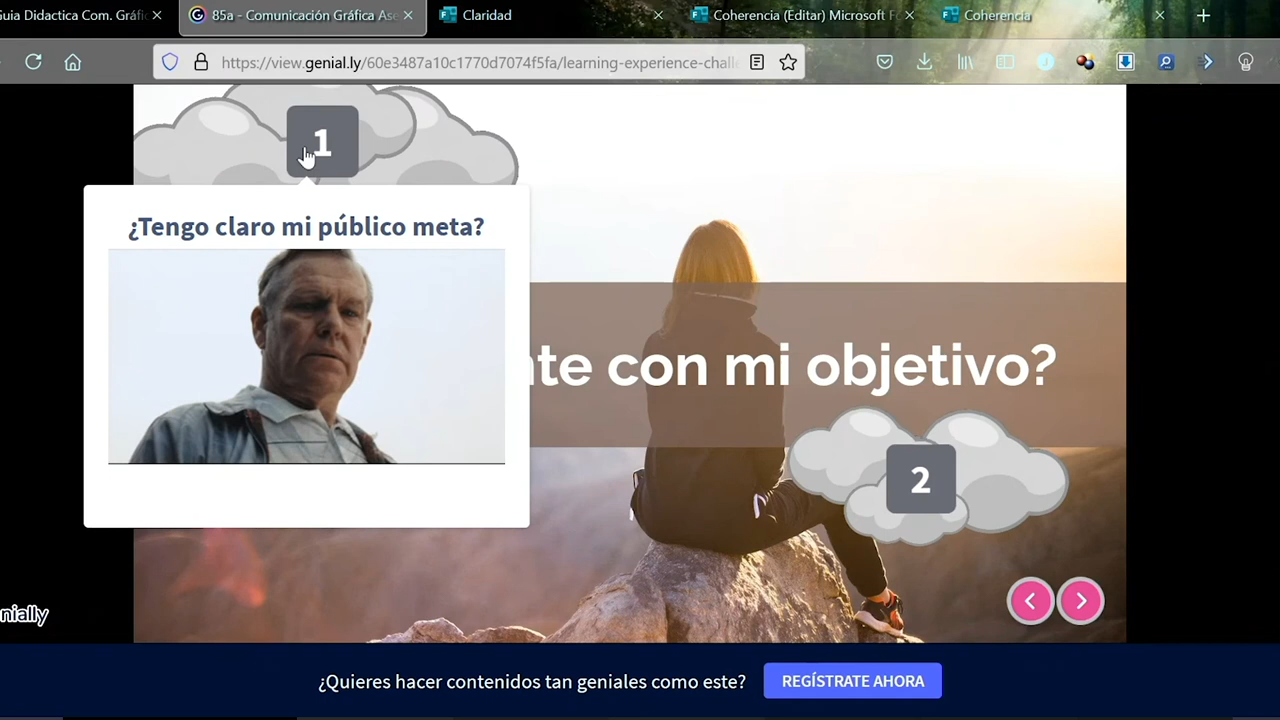 Guia Didactica Com. Gráfic
85a - Comunicación Gráfica Ase
Claridad
Coherencia (Editar) Microsoft F
Coherencia
https://view.genial.ly/60e3487a10c1770d7074f5fa/learning-experience-chall
1
¿Tengo claro mi público meta?
nte con mi objetivo?
2
nially
¿Quieres hacer contenidos tan geniales como este?
REGÍSTRATE AHORA